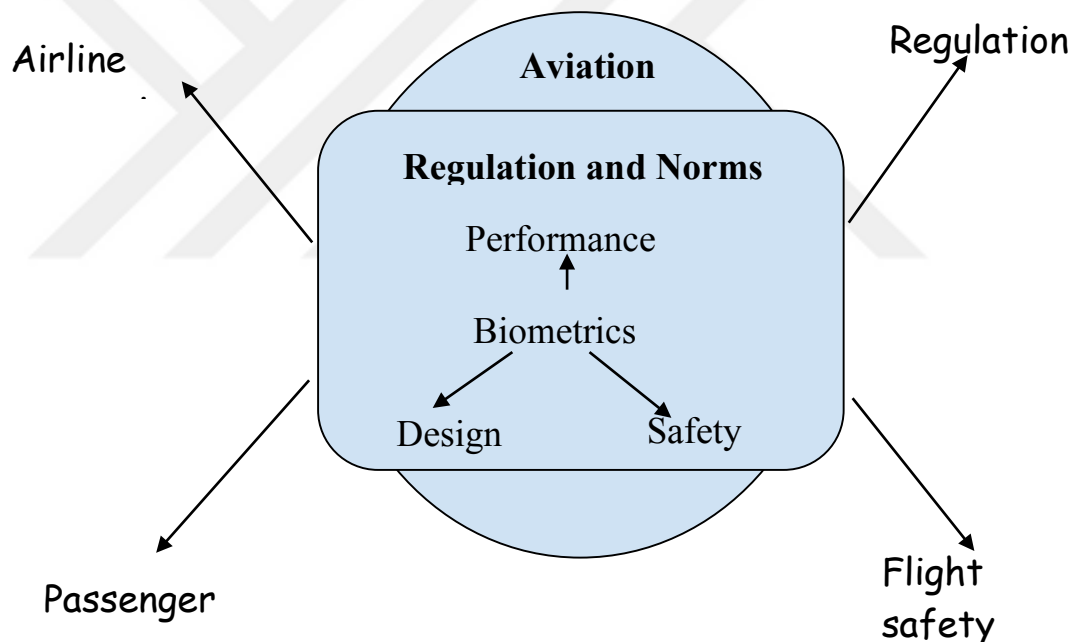 Airline
Regulation
Aviation
Regulation and Norms
Performance
Biometrics
Design
Safety
Passenger
Flight
safety